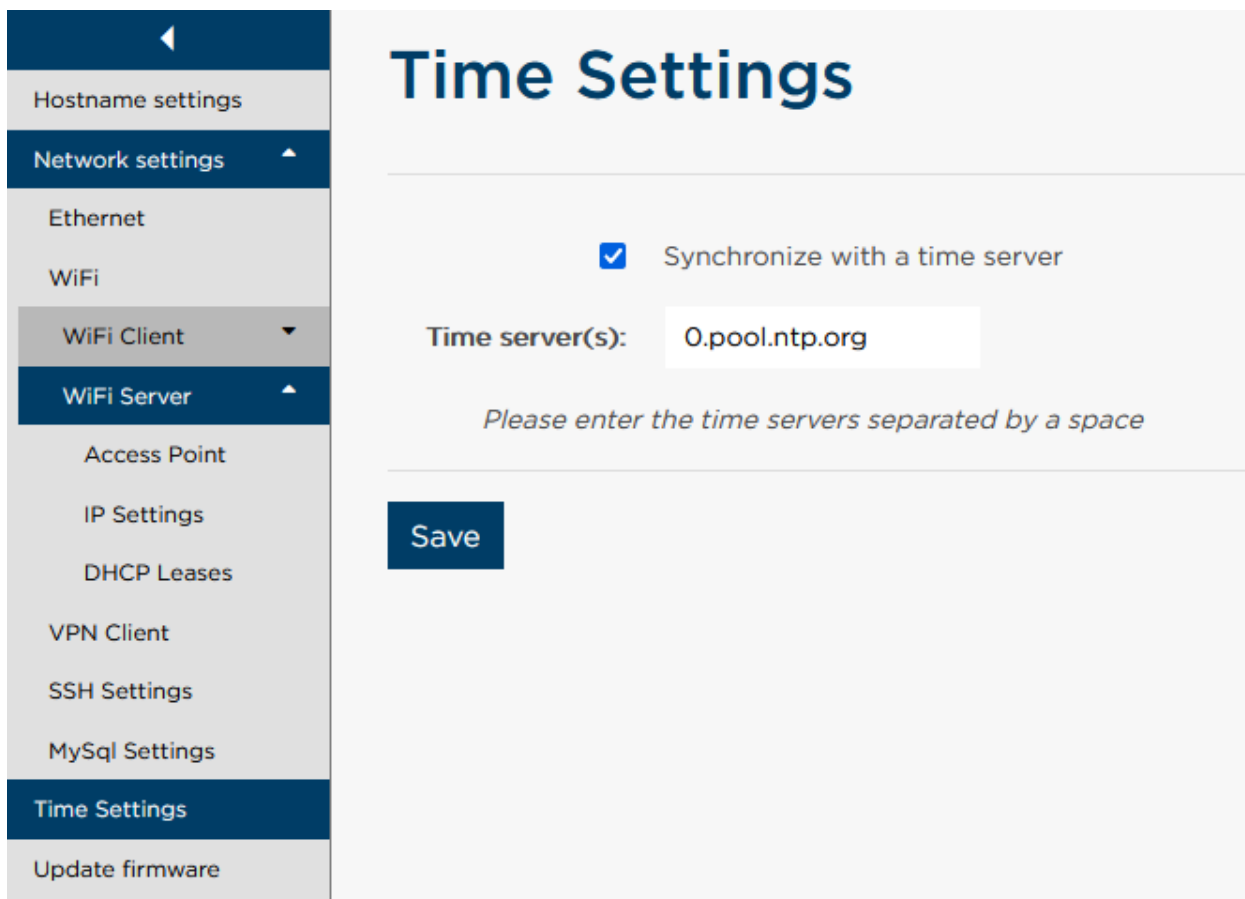 Hostname settings
Network settings
Ethernet
WiFi
WiFi Client
WiFi Server
Access Point
IP Settings
DHCP Leases
VPN Client
SSH Settings
MySql Settings
Time Settings
Update firmware
Time Settings
Synchronize with a time server
Time server(s): 0.pool.ntp.org
Please enter the time servers separated by a space
Save